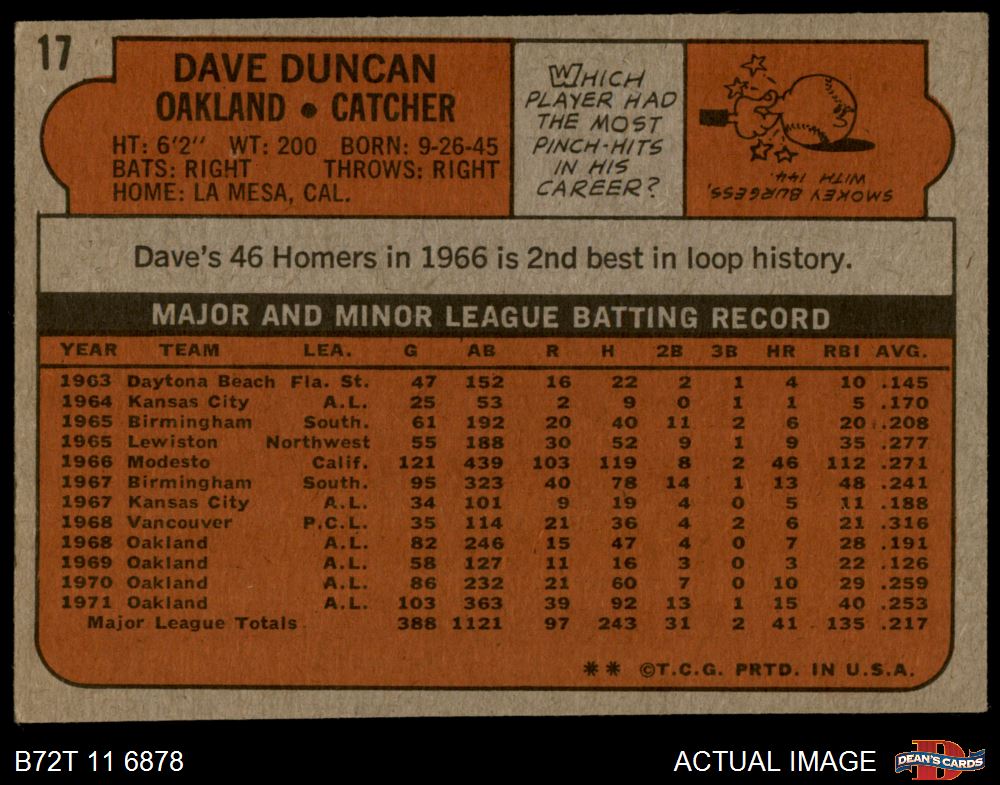 17
DAVE DUNCAN
OAKLAND • CATCHER
HT: 6'2" WT: 200 BORN: 9-26-45
BATS: RIGHT THROWS: RIGHT
HOME: LA MESA, CAL.
WHICH
PLAYER HAD
THE MOST
PINCH-HITS
IN HIS
CAREER?
SMOKEY BURGESS,
WITH 144.
Dave's 46 Homers in 1966 is 2nd best in loop history.
MAJOR AND MINOR LEAGUE BATTING RECORD
YEAR TEAM LEA. G AB R H 2B 3B HR RBI AVG.
1963 Daytona Beach Fla. St. 47 152 16 22 2 1 4 10 .145
1964 Kansas City A.L. 25 53 2 9 0 1 1 5 .170
1965 Birmingham South. 61 192 20 40 11 2 6 20 .208
1965 Lewiston Northwest 55 188 30 52 9 1 9 35 .277
1966 Modesto Calif. 121 439 103 119 8 2 46 112 .271
1967 Birmingham South. 95 323 40 78 14 1 13 48 .241
1967 Kansas City A.L. 34 101 9 19 4 0 5 11 .188
1968 Vancouver P.C.L. 35 114 21 36 4 2 6 21 .316
1968 Oakland A.L. 82 246 15 47 4 0 7 28 .191
1969 Oakland A.L. 58 127 11 16 3 0 3 22 .126
1970 Oakland A.L. 86 232 21 60 7 0 10 29 .259
1971 Oakland A.L. 103 363 39 92 13 1 15 40 .253
Major League Totals 388 1121 97 243 31 2 41 135 .217
** ©T.C.G. PRTD. IN U.S.A.
B72T 11 6878
ACTUAL IMAGE
DEAN'S CARDS